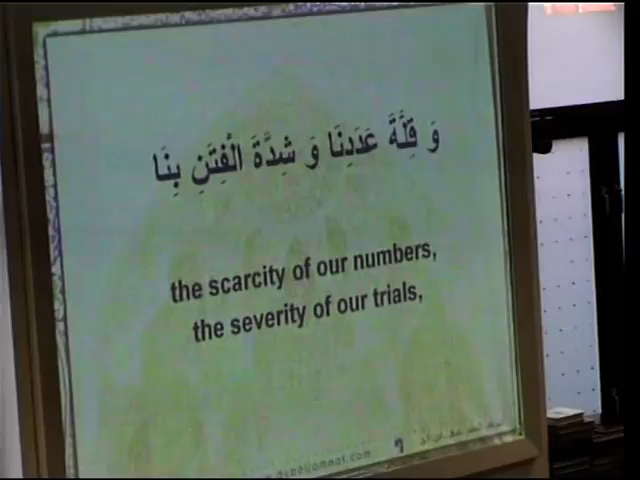 وَ قِلَّةَ عَدَدِنَا وَ شِدَّةَ الْفِتَنِ بِنَا
the scarcity of our numbers,
the severity of our trials,